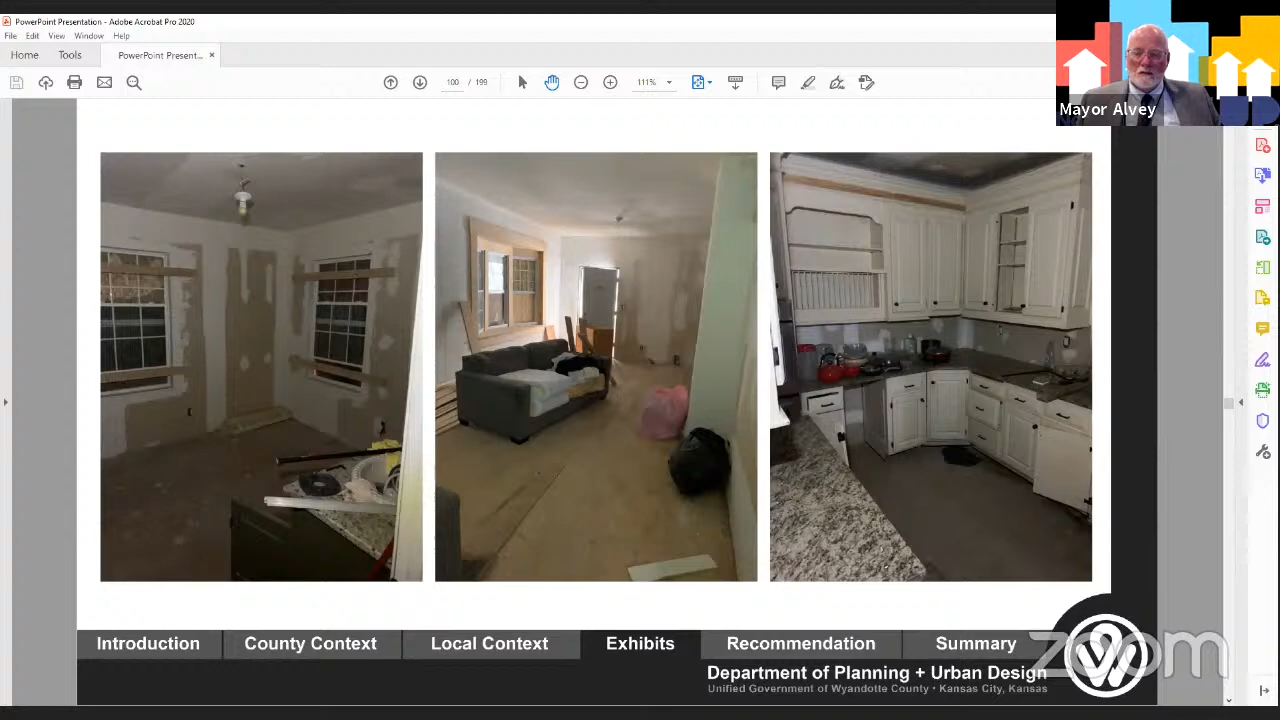 PowerPoint Presentation - Adobe Acrobat Pro 2020
File Edit View Window Help
Home Tools PowerPoint Present... ×
100 / 199 111%
Mayor Alvey
Introduction County Context Local Context Exhibits Recommendation Summary
zoom
Department of Planning + Urban Design
Unified Government of Wyandotte County • Kansas City, Kansas